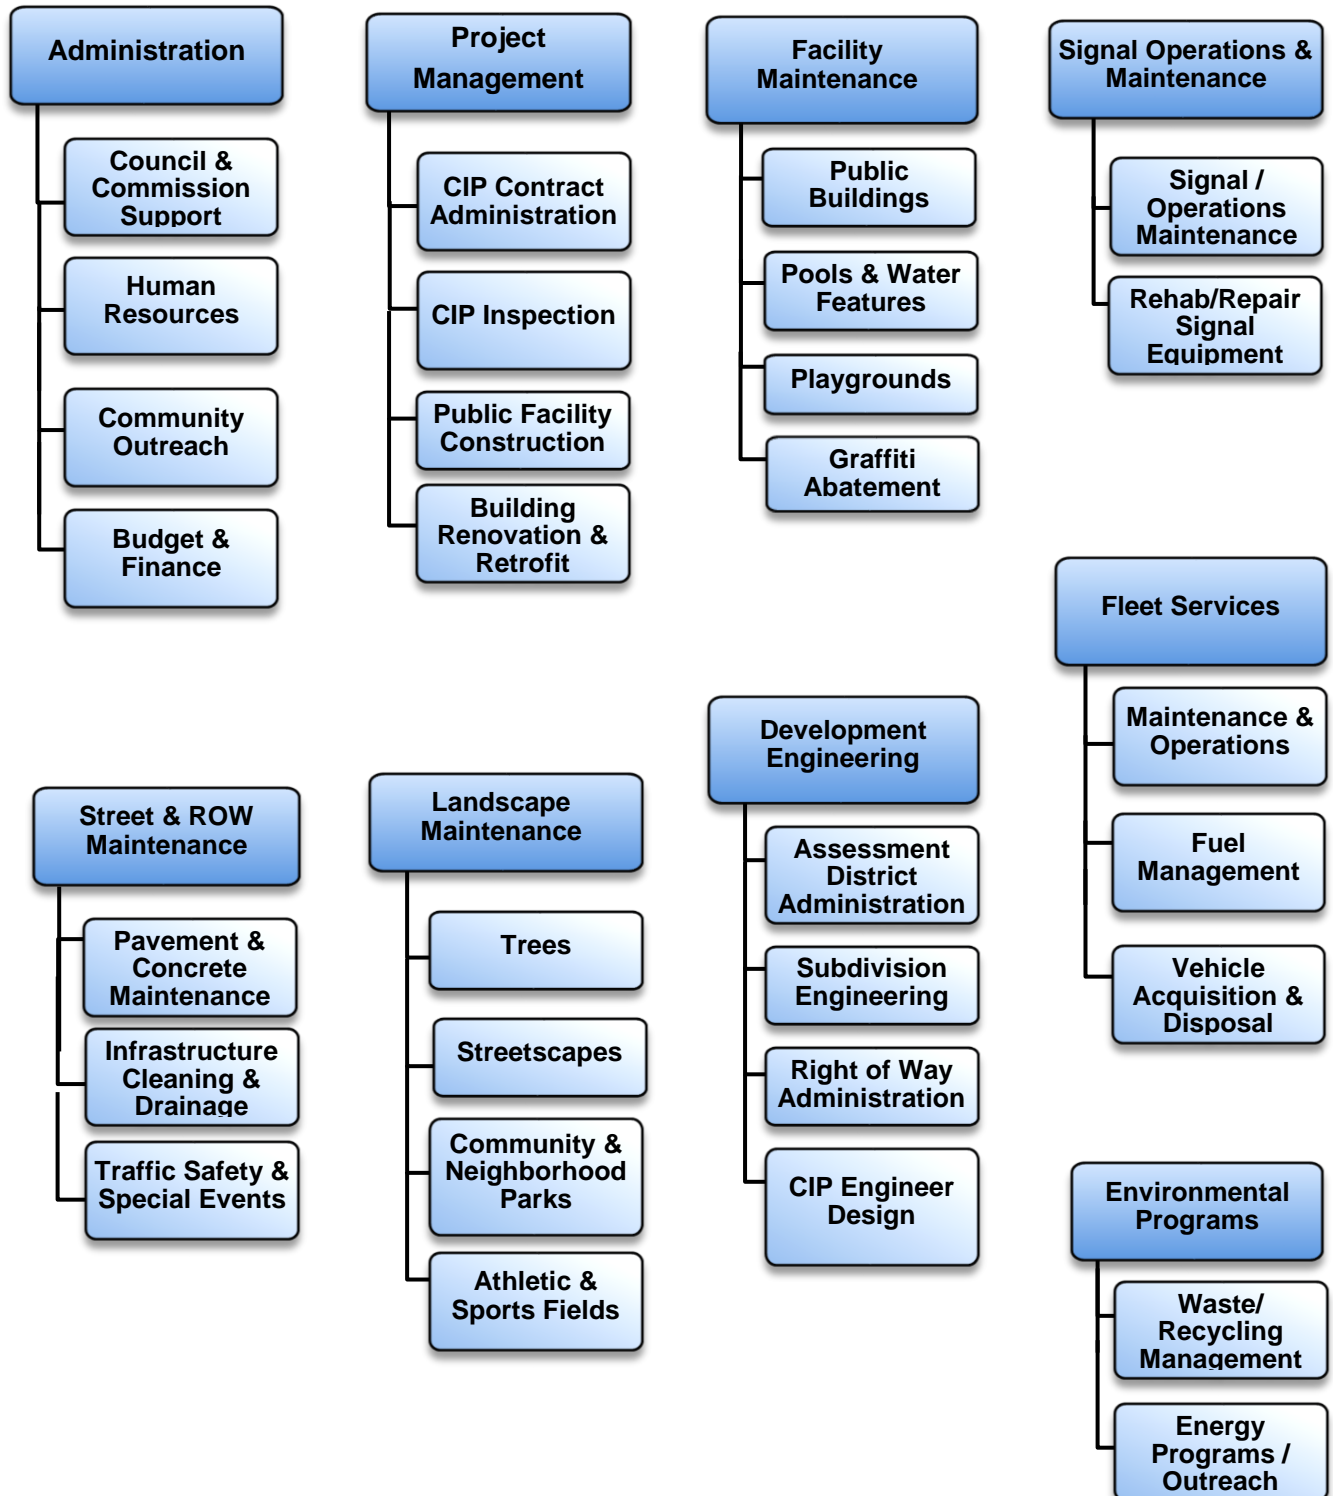 Administration
Council &
Commission
Support
Human
Resources
Community
Outreach
Budget &
Finance
Project
Management
CIP Contract
Administration
CIP Inspection
Public Facility
Construction
Building
Renovation &
Retrofit
Facility
Maintenance
Public
Buildings
Pools & Water
Features
Playgrounds
Graffiti
Abatement
Signal Operations &
Maintenance
Signal /
Operations
Maintenance
Rehab/Repair
Signal
Equipment
Fleet Services
Maintenance &
Operations
Fuel
Management
Vehicle
Acquisition &
Disposal
Street & ROW
Maintenance
Pavement &
Concrete
Maintenance
Infrastructure
Cleaning &
Drainage
Traffic Safety &
Special Events
Landscape
Maintenance
Trees
Streetscapes
Community &
Neighborhood
Parks
Athletic &
Sports Fields
Development
Engineering
Assessment
District
Administration
Subdivision
Engineering
Right of Way
Administration
CIP Engineer
Design
Environmental
Programs
Waste/
Recycling
Management
Energy
Programs /
Outreach